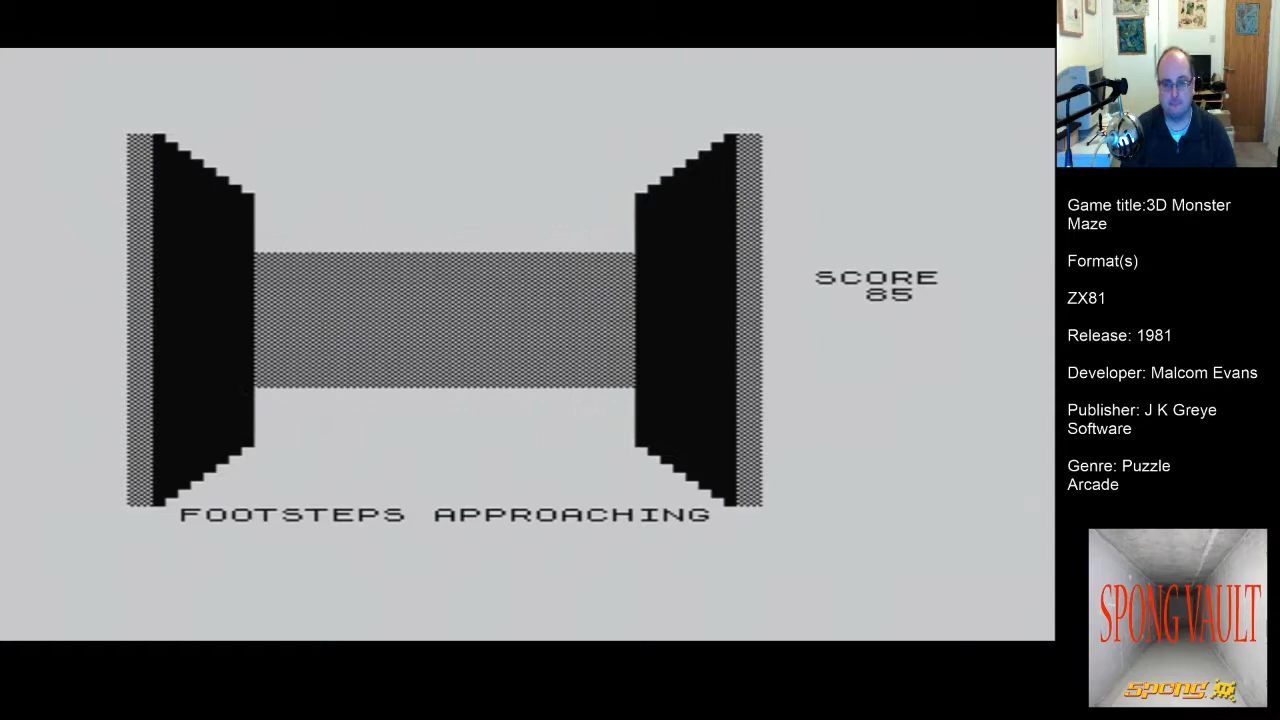 SCORE
85
FOOTSTEPS APPROACHING
Game title:3D Monster
Maze
Format(s)
ZX81
Release: 1981
Developer: Malcom Evans
Publisher: J K Greye
Software
Genre: Puzzle
Arcade
SPONG VAULT
spong